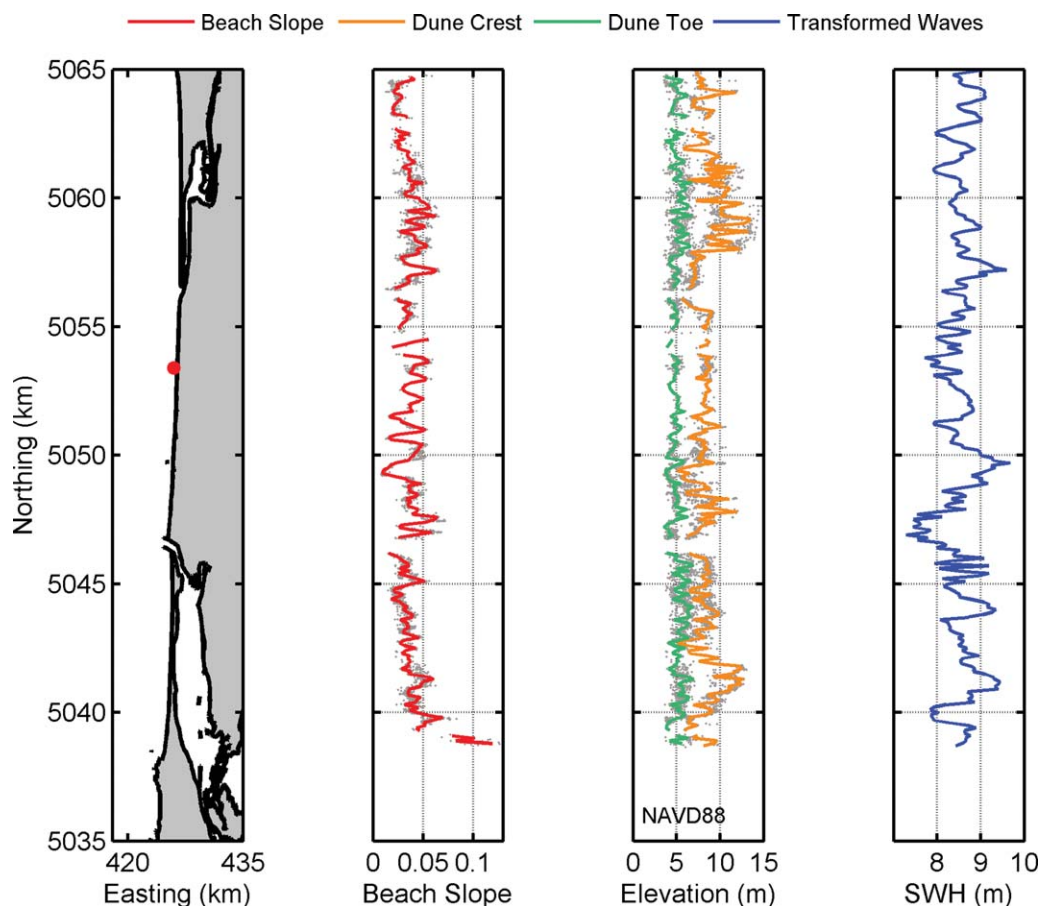 Beach Slope Dune Crest Dune Toe Transformed Waves
5065
5060
5055
5050
5045
5040
5035
Northing (km)
420 435
Easting (km)
0 0.05 0.1
Beach Slope
NAVD88
0 5 10 15
Elevation (m)
8 9 10
SWH (m)